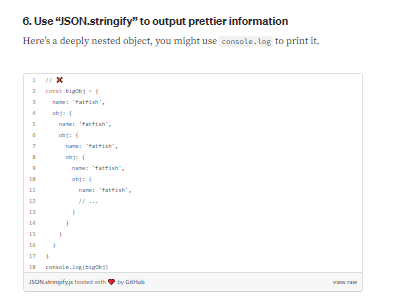 6. Use “JSON.stringify” to output prettier information
Here’s a deeply nested object, you might use console.log to print it.
1 // ❌
2 const bigObj = {
3 name: 'fatfish',
4 obj: {
5 name: 'fatfish',
6 obj: {
7 name: 'fatfish',
8 obj: {
9 name: 'fatfish',
10 obj: {
11 name: 'fatfish',
12 // ...
13 }
14 }
15 }
16 }
17 }
18 console.log(bigObj)
JSON.stringify.js hosted with ❤ by GitHub view raw